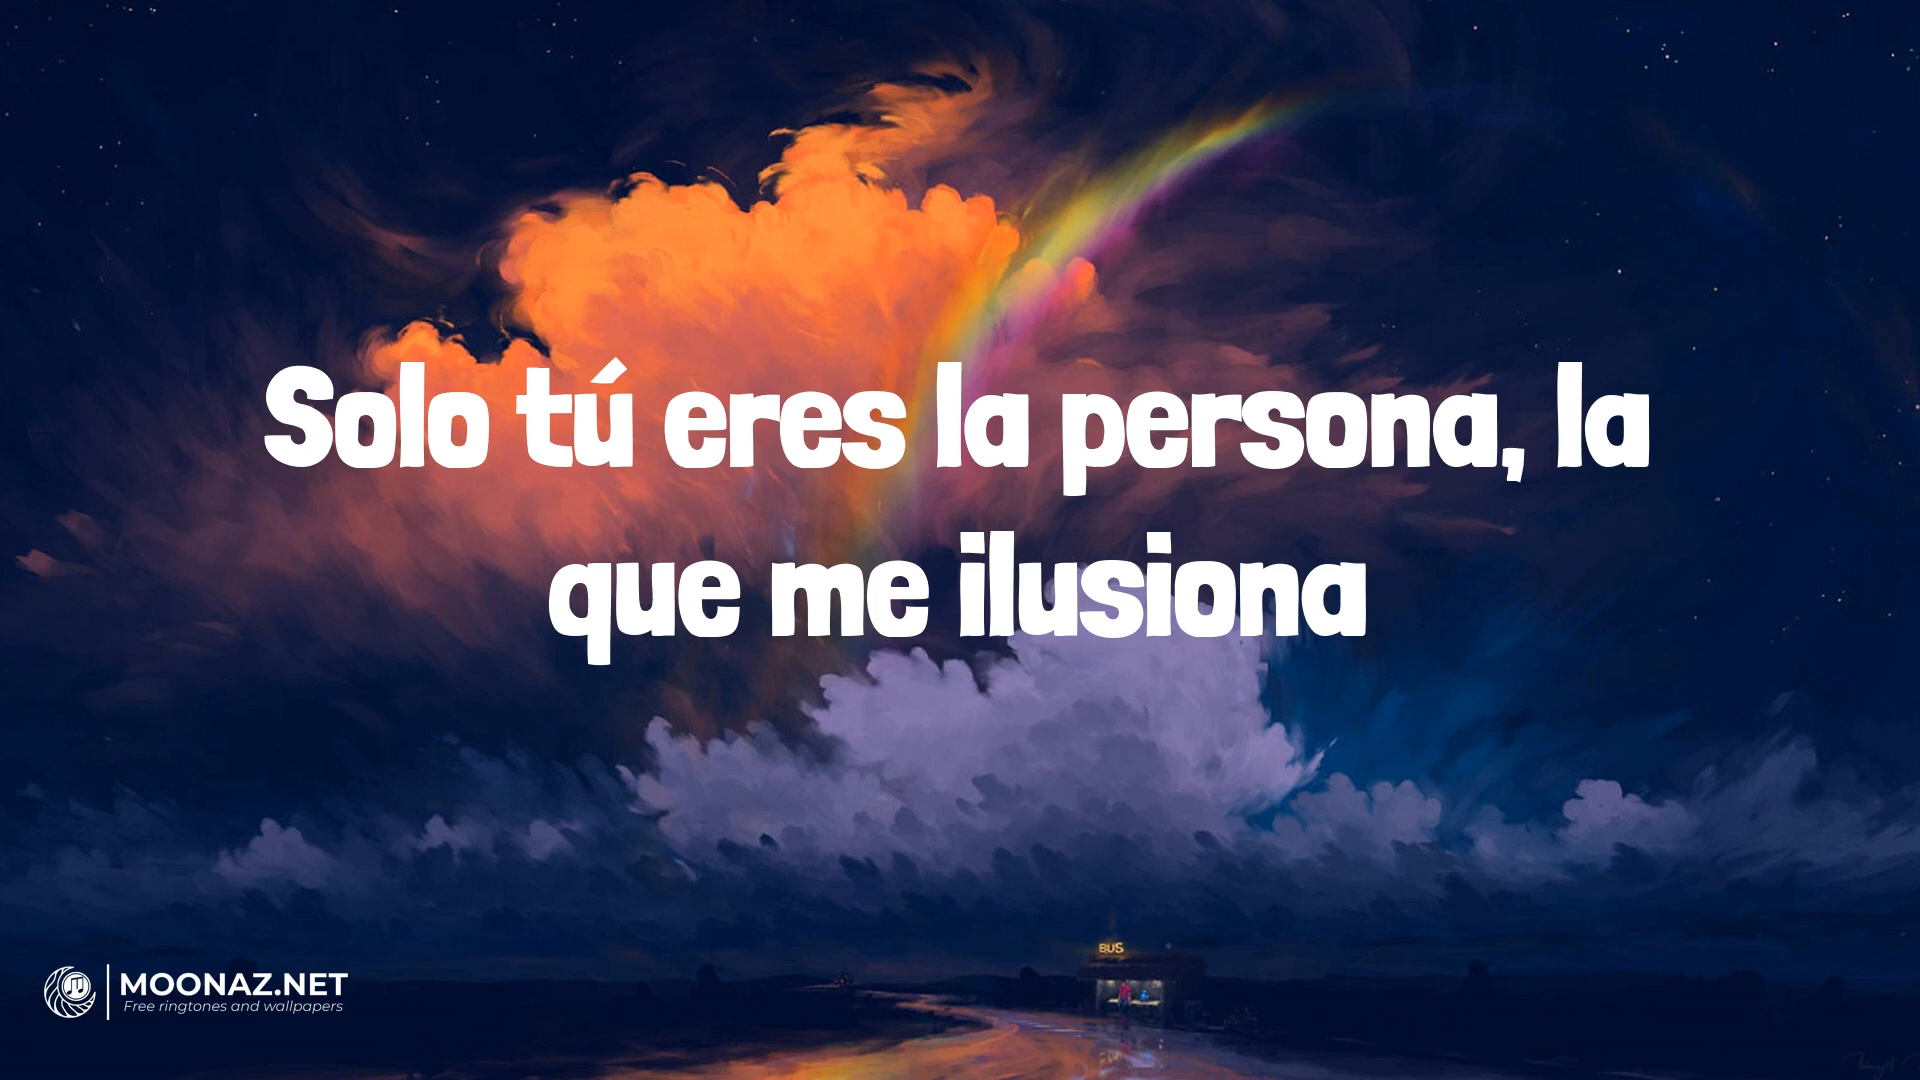 Solo tú eres la persona, la
que me ilusiona
BUS
MOONAZ.NET
Free ringtones and wallpapers